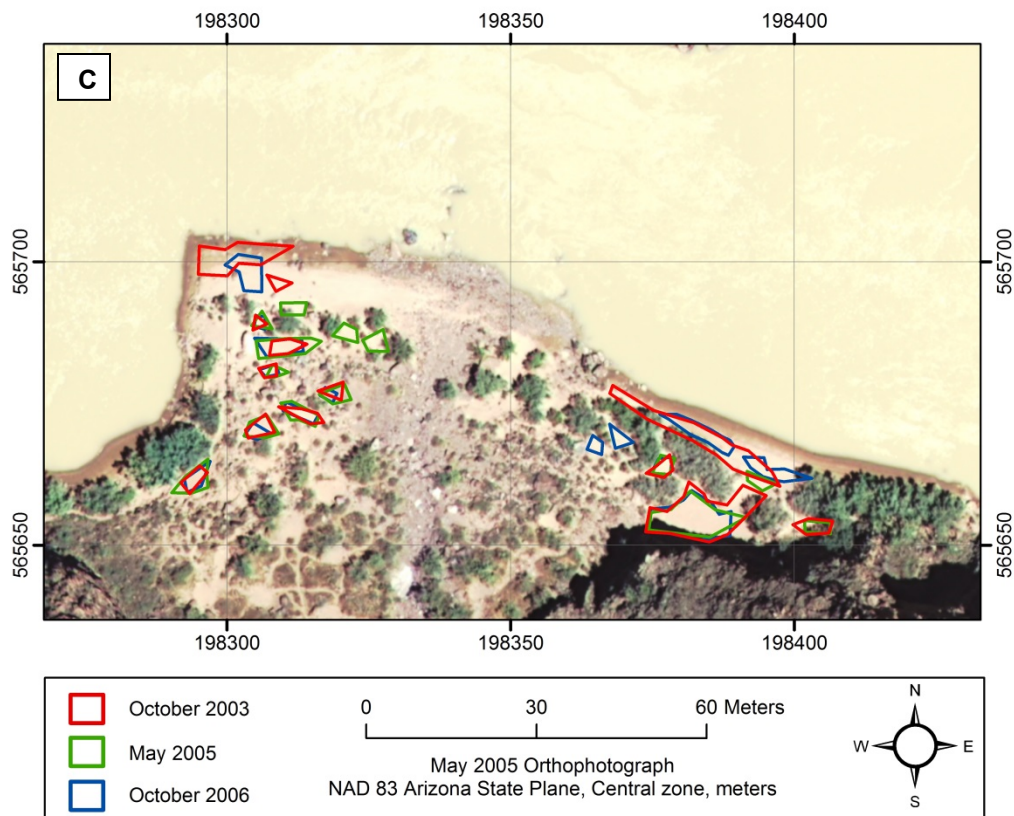 198300 198350 198400
C
565700 565700
565650 565650
198300 198350 198400
October 2003
May 2005
October 2006
0 30 60 Meters
May 2005 Orthophotograph
NAD 83 Arizona State Plane, Central zone, meters
N
W E
S